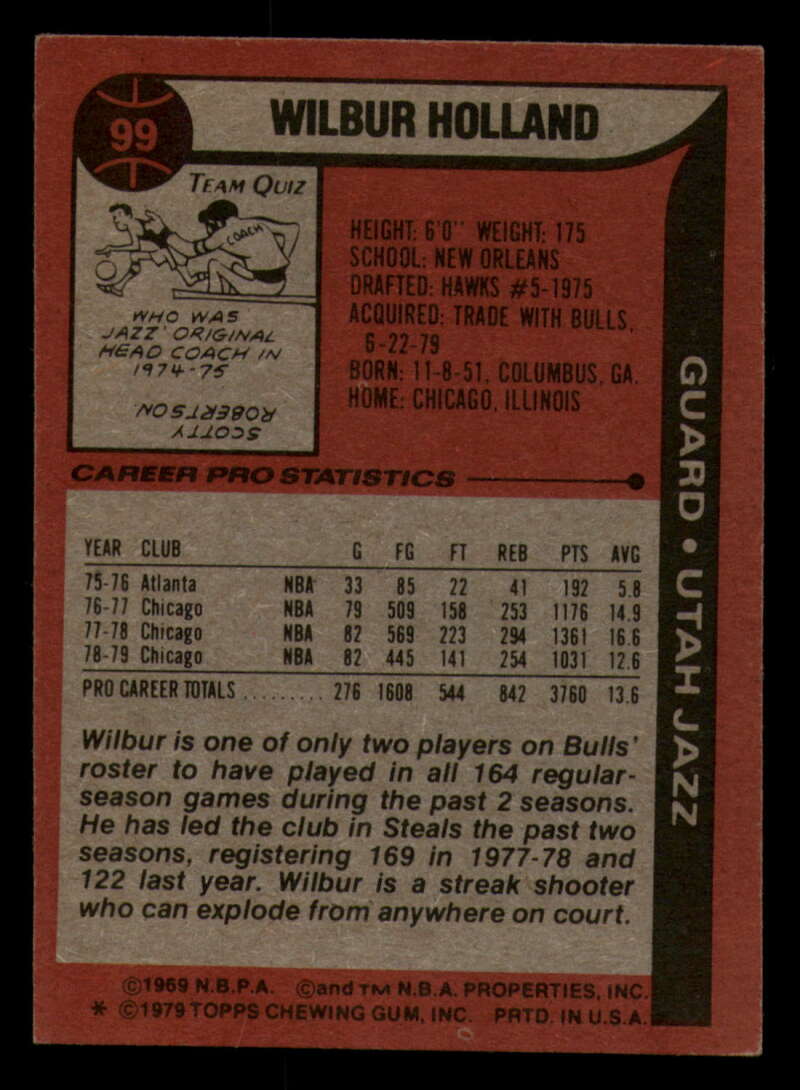 99
WILBUR HOLLAND
TEAM QUIZ
COACH
WHO WAS
JAZZ' ORIGINAL
HEAD COACH IN
1974-75
SCOTTY
ROBERTSON
HEIGHT: 6'0" WEIGHT: 175
SCHOOL: NEW ORLEANS
DRAFTED: HAWKS #5-1975
ACQUIRED: TRADE WITH BULLS,
6-22-79
BORN: 11-8-51, COLUMBUS, GA.
HOME: CHICAGO, ILLINOIS
GUARD • UTAH JAZZ
CAREER PRO STATISTICS
YEAR CLUB G FG FT REB PTS AVG
75-76 Atlanta NBA 33 85 22 41 192 5.8
76-77 Chicago NBA 79 509 158 253 1176 14.9
77-78 Chicago NBA 82 569 223 294 1361 16.6
78-79 Chicago NBA 82 445 141 254 1031 12.6
PRO CAREER TOTALS .......... 276 1608 544 842 3760 13.6
Wilbur is one of only two players on Bulls'
roster to have played in all 164 regular-
season games during the past 2 seasons.
He has led the club in Steals the past two
seasons, registering 169 in 1977-78 and
122 last year. Wilbur is a streak shooter
who can explode from anywhere on court.
©1969 N.B.P.A. ©and TM N.B.A. PROPERTIES, INC.
* ©1979 TOPPS CHEWING GUM, INC. PRTD. IN U.S.A.